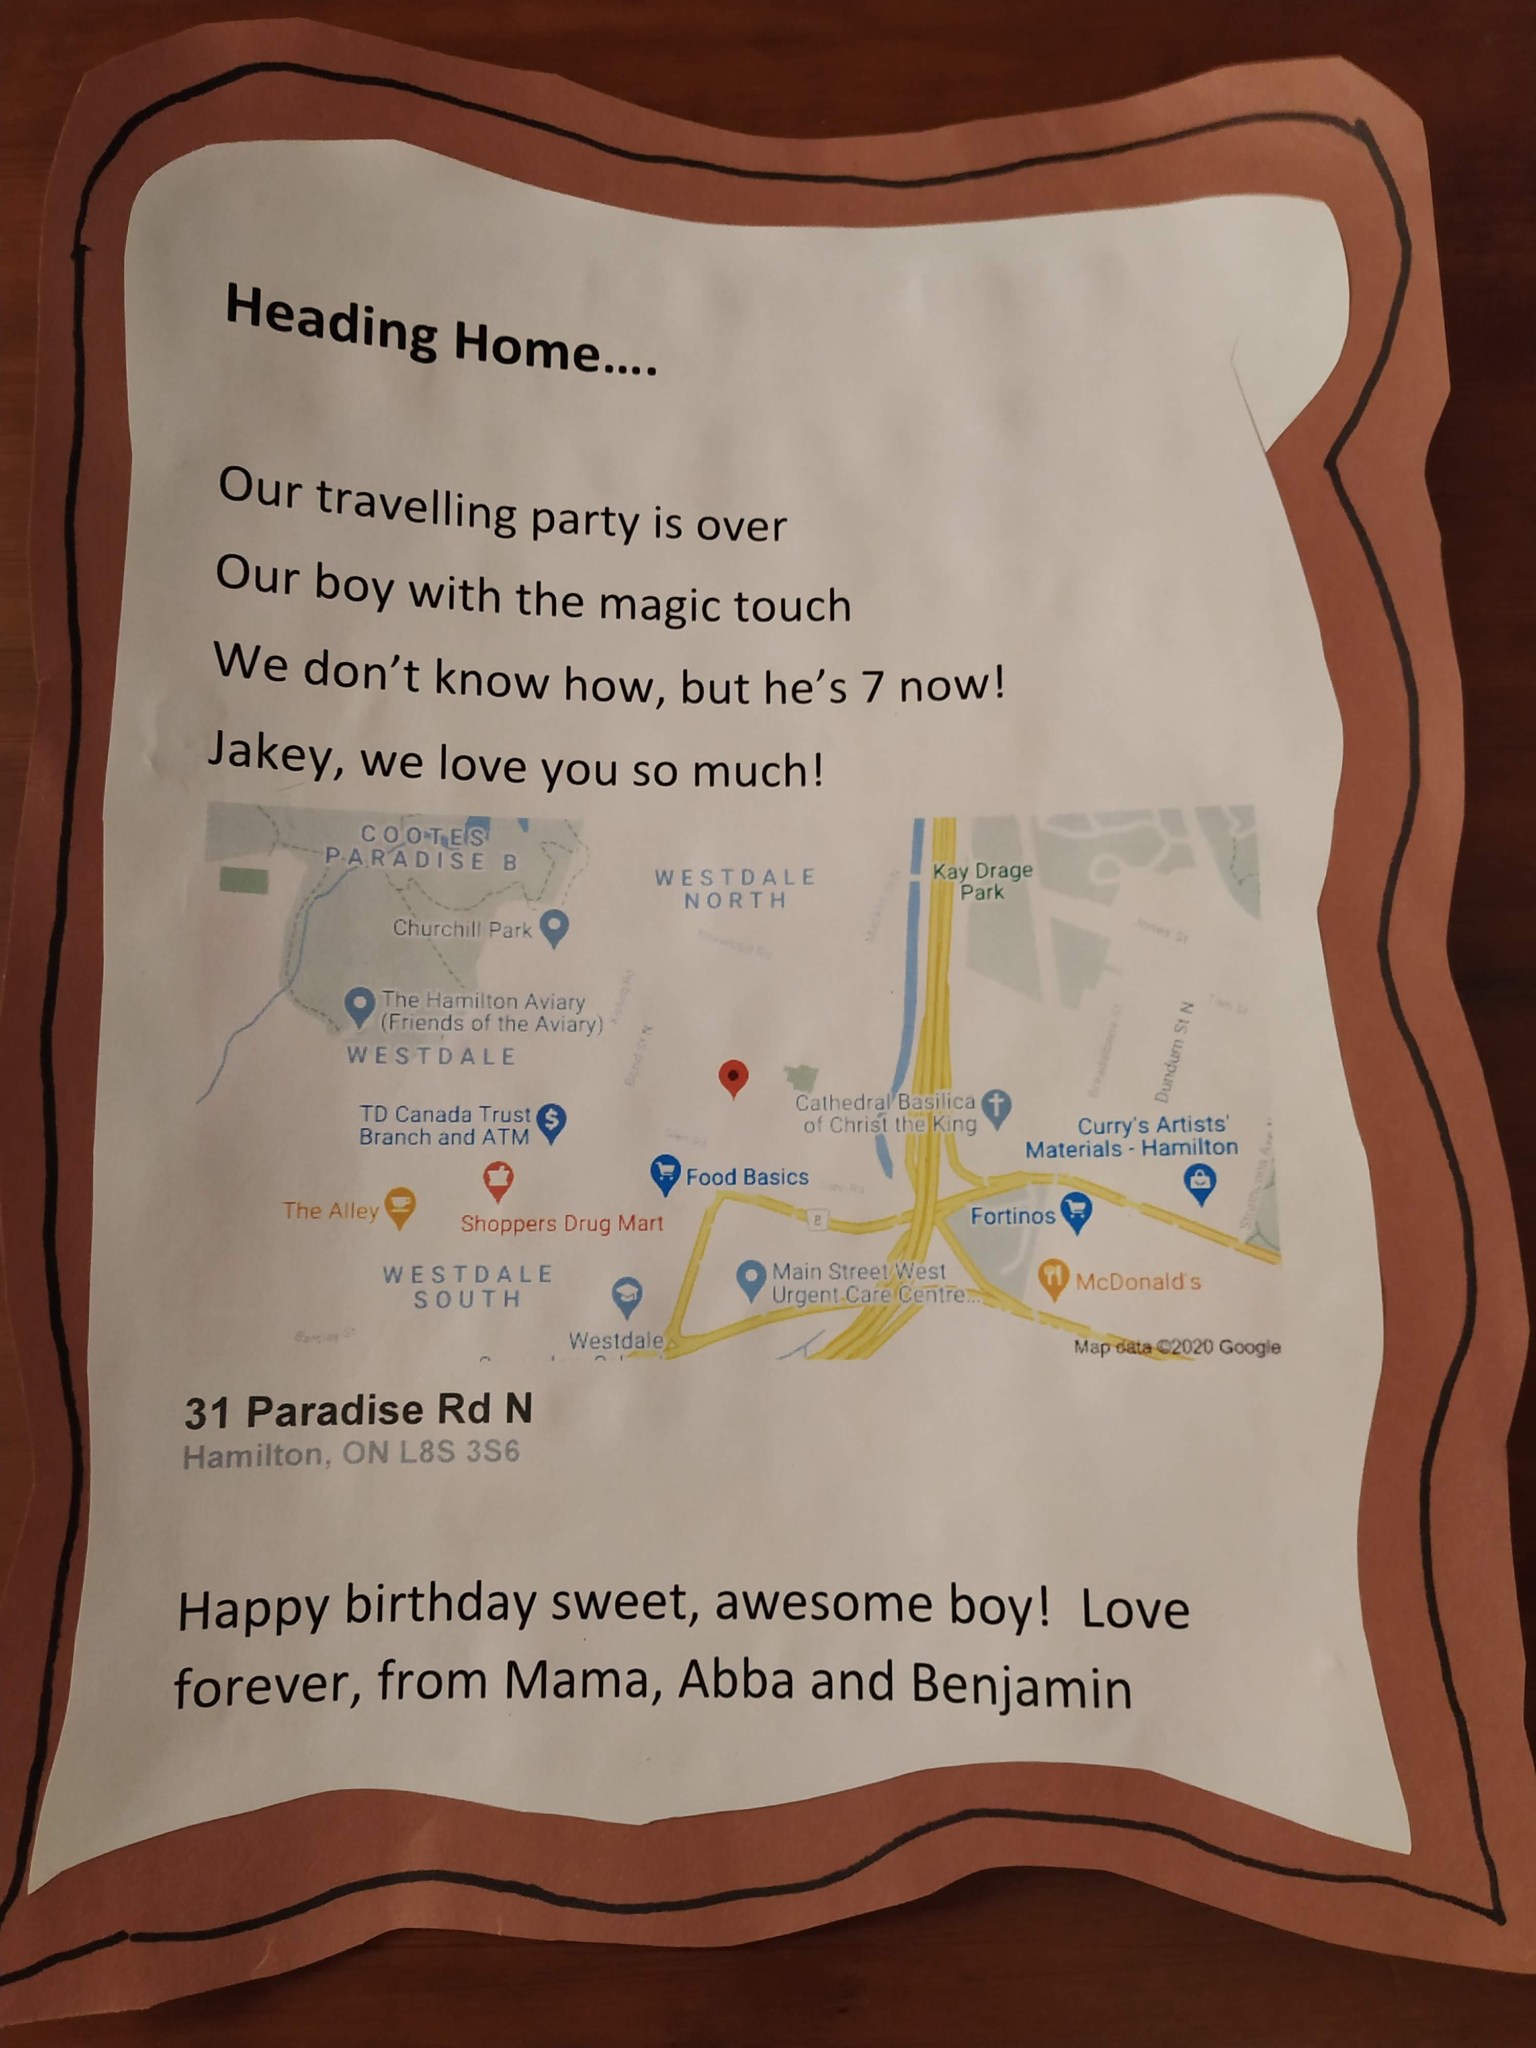 Heading Home....
Our travelling party is over
Our boy with the magic touch
We don't know how, but he's 7 now!
Jakey, we love you so much!
COOTES
PARADISE B
WESTDALE
NORTH
Kay Drage
Park
Churchill Park
The Hamilton Aviary
(Friends of the Aviary)
WESTDALE
Dundurn St N
TD Canada Trust
Branch and ATM
Cathedral Basilica
of Christ the King
Curry's Artists'
Materials - Hamilton
Food Basics
The Alley
Shoppers Drug Mart
8
Fortinos
WESTDALE
SOUTH
Main Street West
Urgent Care Centre...
McDonald's
Westdale
Map data ©2020 Google
31 Paradise Rd N
Hamilton, ON L8S 3S6
Happy birthday sweet, awesome boy! Love
forever, from Mama, Abba and Benjamin